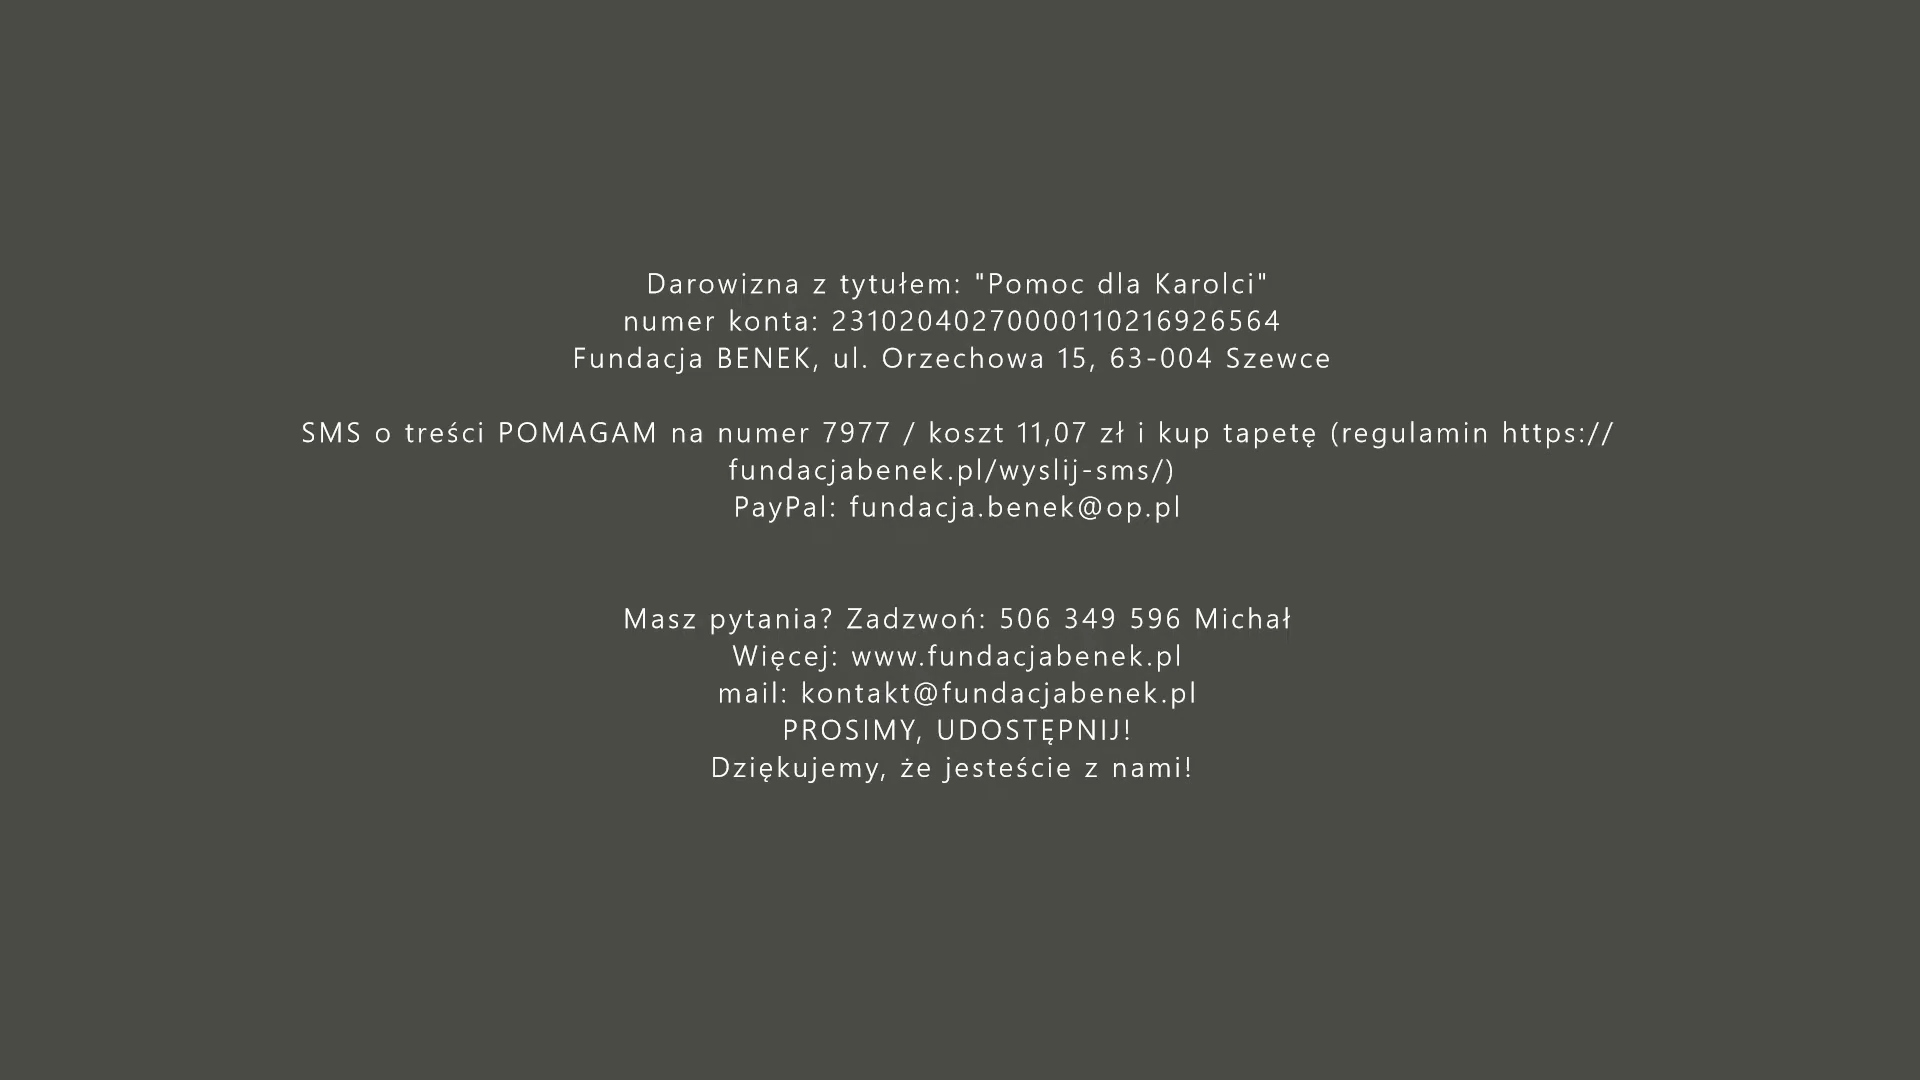 Darowizna z tytułem: "Pomoc dla Karolci"
numer konta: 23102040270000110216926564
Fundacja BENEK, ul. Orzechowa 15, 63-004 Szewce
SMS o treści POMAGAM na numer 7977 / koszt 11,07 zł i kup tapetę (regulamin https://
fundacjabenek.pl/wyslij-sms/)
PayPal: fundacja.benek@op.pl
Masz pytania? Zadzwoń: 506 349 596 Michał
Więcej: www.fundacjabenek.pl
mail: kontakt@fundacjabenek.pl
PROSIMY, UDOSTĘPNIJ!
Dziękujemy, że jesteście z nami!